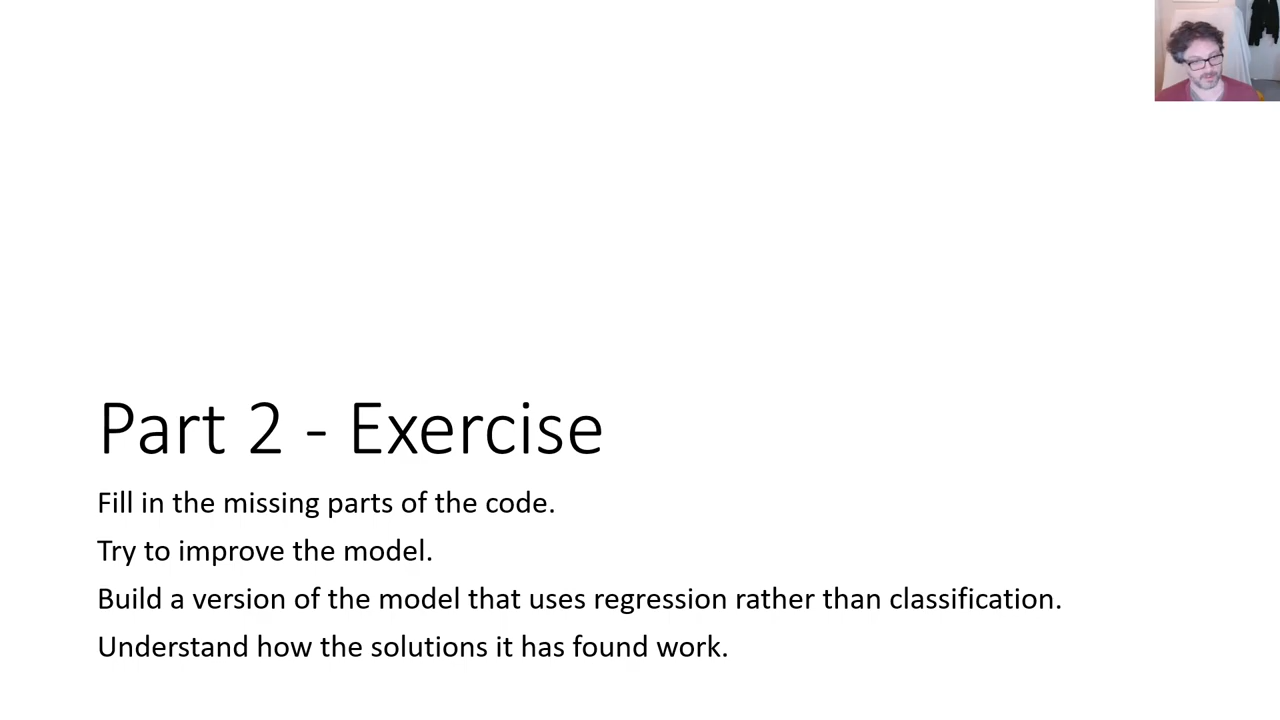 Part 2 - Exercise
Fill in the missing parts of the code.
Try to improve the model.
Build a version of the model that uses regression rather than classification.
Understand how the solutions it has found work.